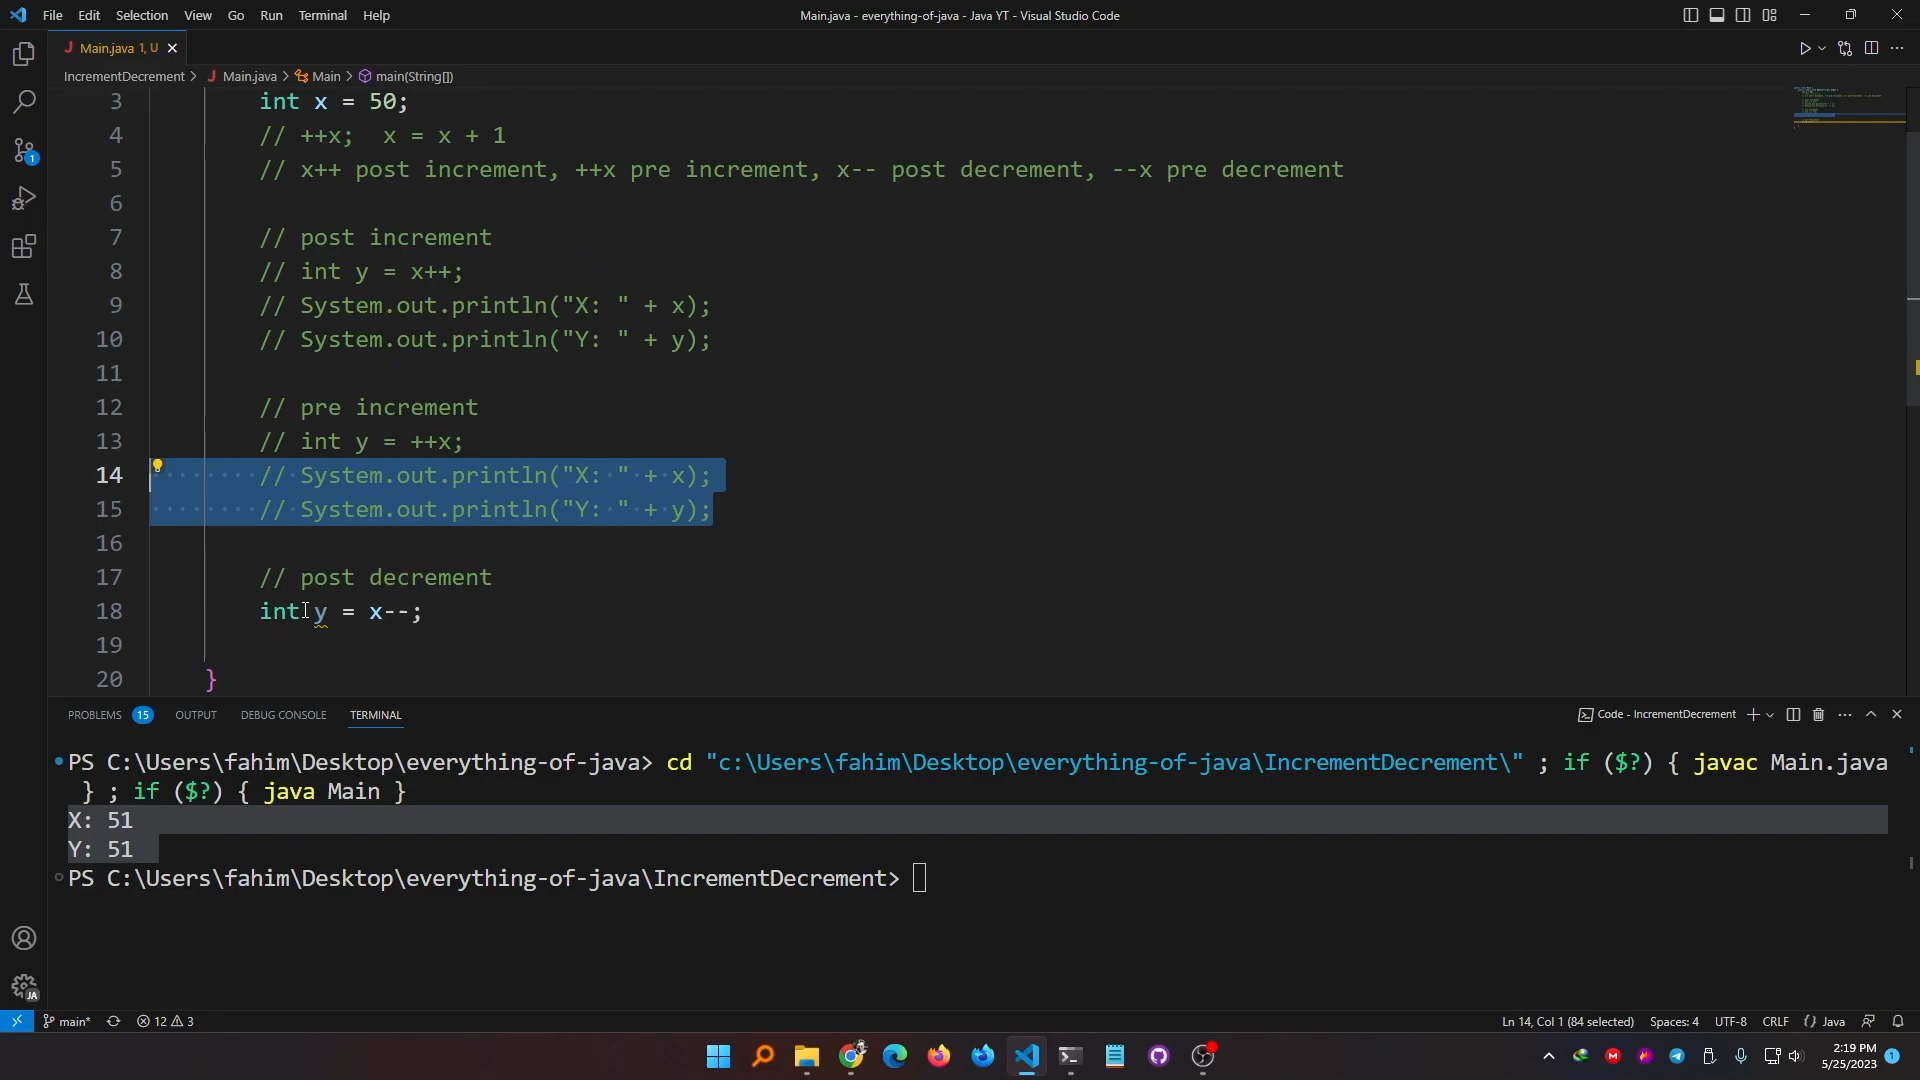 File Edit Selection View Go Run Terminal Help Main.java - everything-of-java - Java YT - Visual Studio Code
J Main.java 1, U
IncrementDecrement > J Main.java > Main > main(String[])
3 int x = 50;
4 // ++x;  x = x + 1
5 // x++ post increment, ++x pre increment, x-- post decrement, --x pre decrement
6
7 // post increment
8 // int y = x++;
9 // System.out.println("X: " + x);
10 // System.out.println("Y: " + y);
11
12 // pre increment
13 // int y = ++x;
14 // System.out.println("X: " + x);
15 // System.out.println("Y: " + y);
16
17 // post decrement
18 int y = x--;
19
20 }
PROBLEMS 15 OUTPUT DEBUG CONSOLE TERMINAL Code - IncrementDecrement
PS C:\Users\fahim\Desktop\everything-of-java> cd "c:\Users\fahim\Desktop\everything-of-java\IncrementDecrement\" ; if ($?) { javac Main.java
} ; if ($?) { java Main }
X: 51
Y: 51
PS C:\Users\fahim\Desktop\everything-of-java\IncrementDecrement>
1
JA
main* 12 3 Ln 14, Col 1 (84 selected) Spaces: 4 UTF-8 CRLF {} Java
2:19 PM
5/25/2023 1